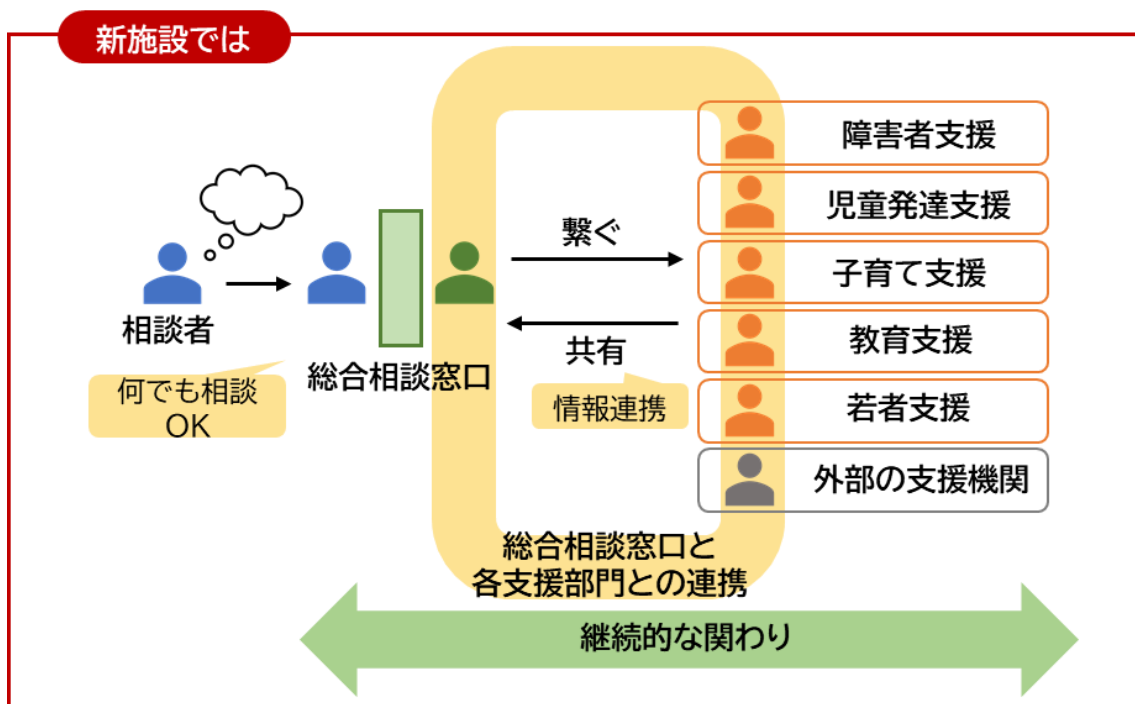 新施設では
相談者
何でも相談
OK
総合相談窓口
繋ぐ
共有
情報連携
障害者支援
児童発達支援
子育て支援
教育支援
若者支援
外部の支援機関
総合相談窓口と
各支援部門との連携
継続的な関わり